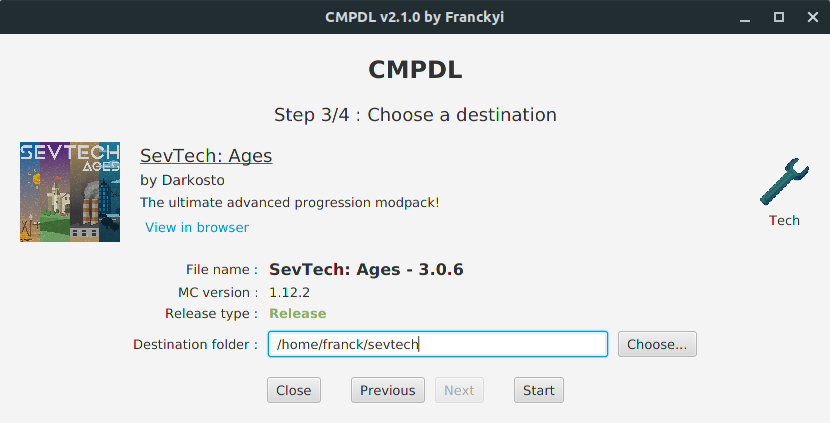 CMPDL v2.1.0 by Franckyi
CMPDL
Step 3/4 : Choose a destination
SEVTECH
AGES
SevTech: Ages
by Darkosto
The ultimate advanced progression modpack!
View in browser
Tech
File name : SevTech: Ages - 3.0.6
MC version : 1.12.2
Release type : Release
Destination folder : /home/franck/sevtech Choose...
Close Previous Next Start